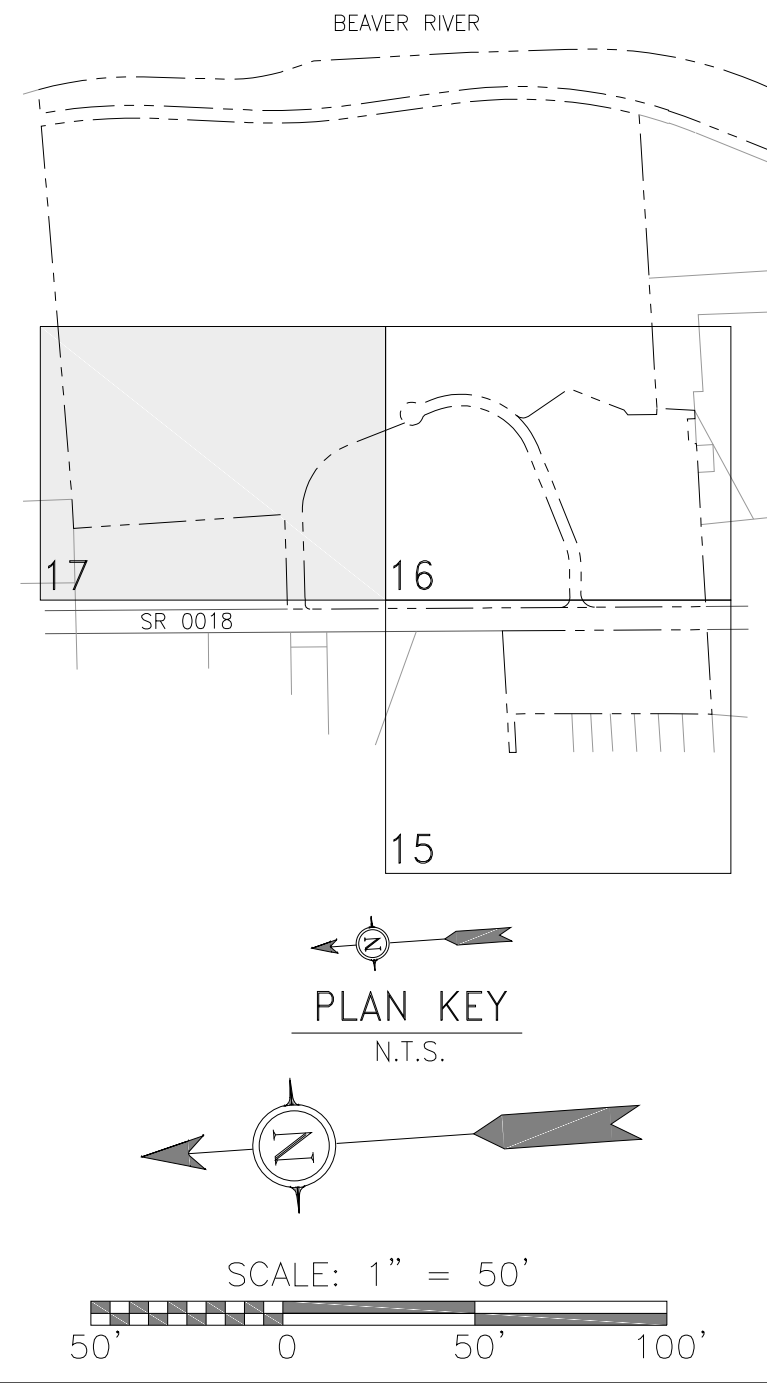 BEAVER RIVER
17
16
SR 0018
15
N
PLAN KEY
N.T.S.
N
SCALE: 1" = 50'
50' 0 50' 100'